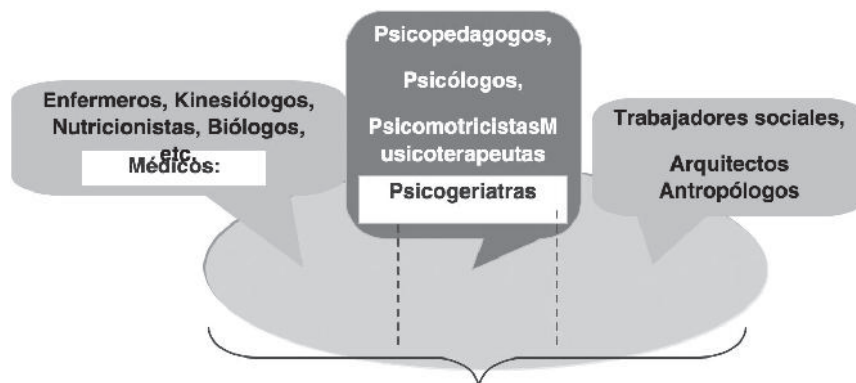 Enfermeros, Kinesiólogos,
Nutricionistas, Biólogos,
etc.
Médicos:
Psicopedagogos,
Psicólogos,
PsicomotricistasM
usicoterapeutas
Psicogeriatras
Trabajadores sociales,
Arquitectos
Antropólogos